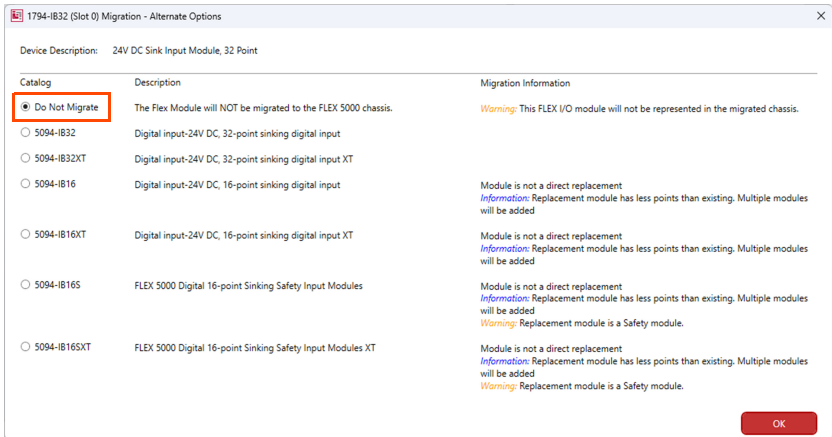 1794-IB32 (Slot 0) Migration - Alternate Options
Device Description: 24V DC Sink Input Module, 32 Point
Catalog Description Migration Information
Do Not Migrate The Flex Module will NOT be migrated to the FLEX 5000 chassis. Warning: This FLEX I/O module will not be represented in the migrated chassis.
5094-IB32 Digital input-24V DC, 32-point sinking digital input
5094-IB32XT Digital input-24V DC, 32-point sinking digital input XT
5094-IB16 Digital input-24V DC, 16-point sinking digital input Module is not a direct replacement
Information: Replacement module has less points than existing. Multiple modules
will be added
5094-IB16XT Digital input-24V DC, 16-point sinking digital input XT Module is not a direct replacement
Information: Replacement module has less points than existing. Multiple modules
will be added
5094-IB16S FLEX 5000 Digital 16-point Sinking Safety Input Modules Module is not a direct replacement
Information: Replacement module has less points than existing. Multiple modules
will be added
Warning: Replacement module is a Safety module.
5094-IB16SXT FLEX 5000 Digital 16-point Sinking Safety Input Modules XT Module is not a direct replacement
Information: Replacement module has less points than existing. Multiple modules
will be added
Warning: Replacement module is a Safety module.
OK